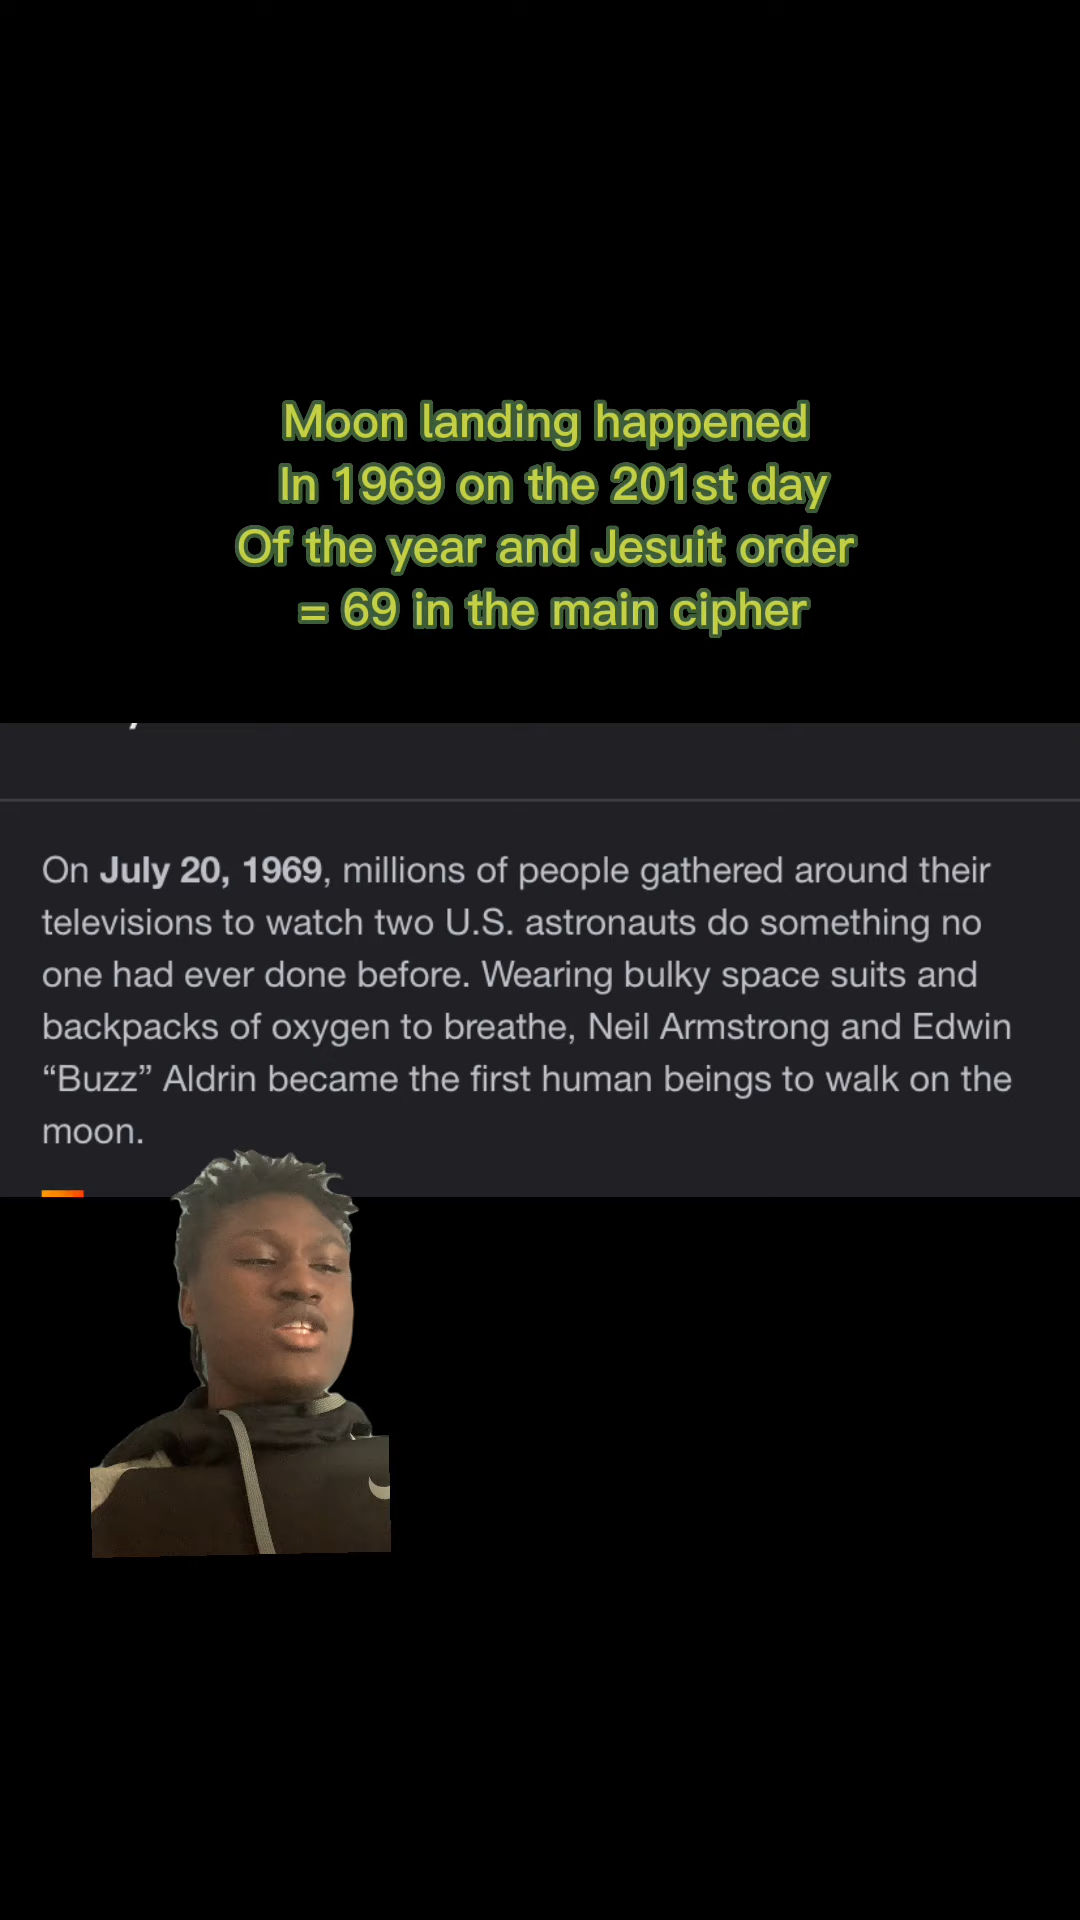 Moon landing happened
In 1969 on the 201st day
Of the year and Jesuit order
= 69 in the main cipher
On July 20, 1969, millions of people gathered around their
televisions to watch two U.S. astronauts do something no
one had ever done before. Wearing bulky space suits and
backpacks of oxygen to breathe, Neil Armstrong and Edwin
“Buzz” Aldrin became the first human beings to walk on the
moon.